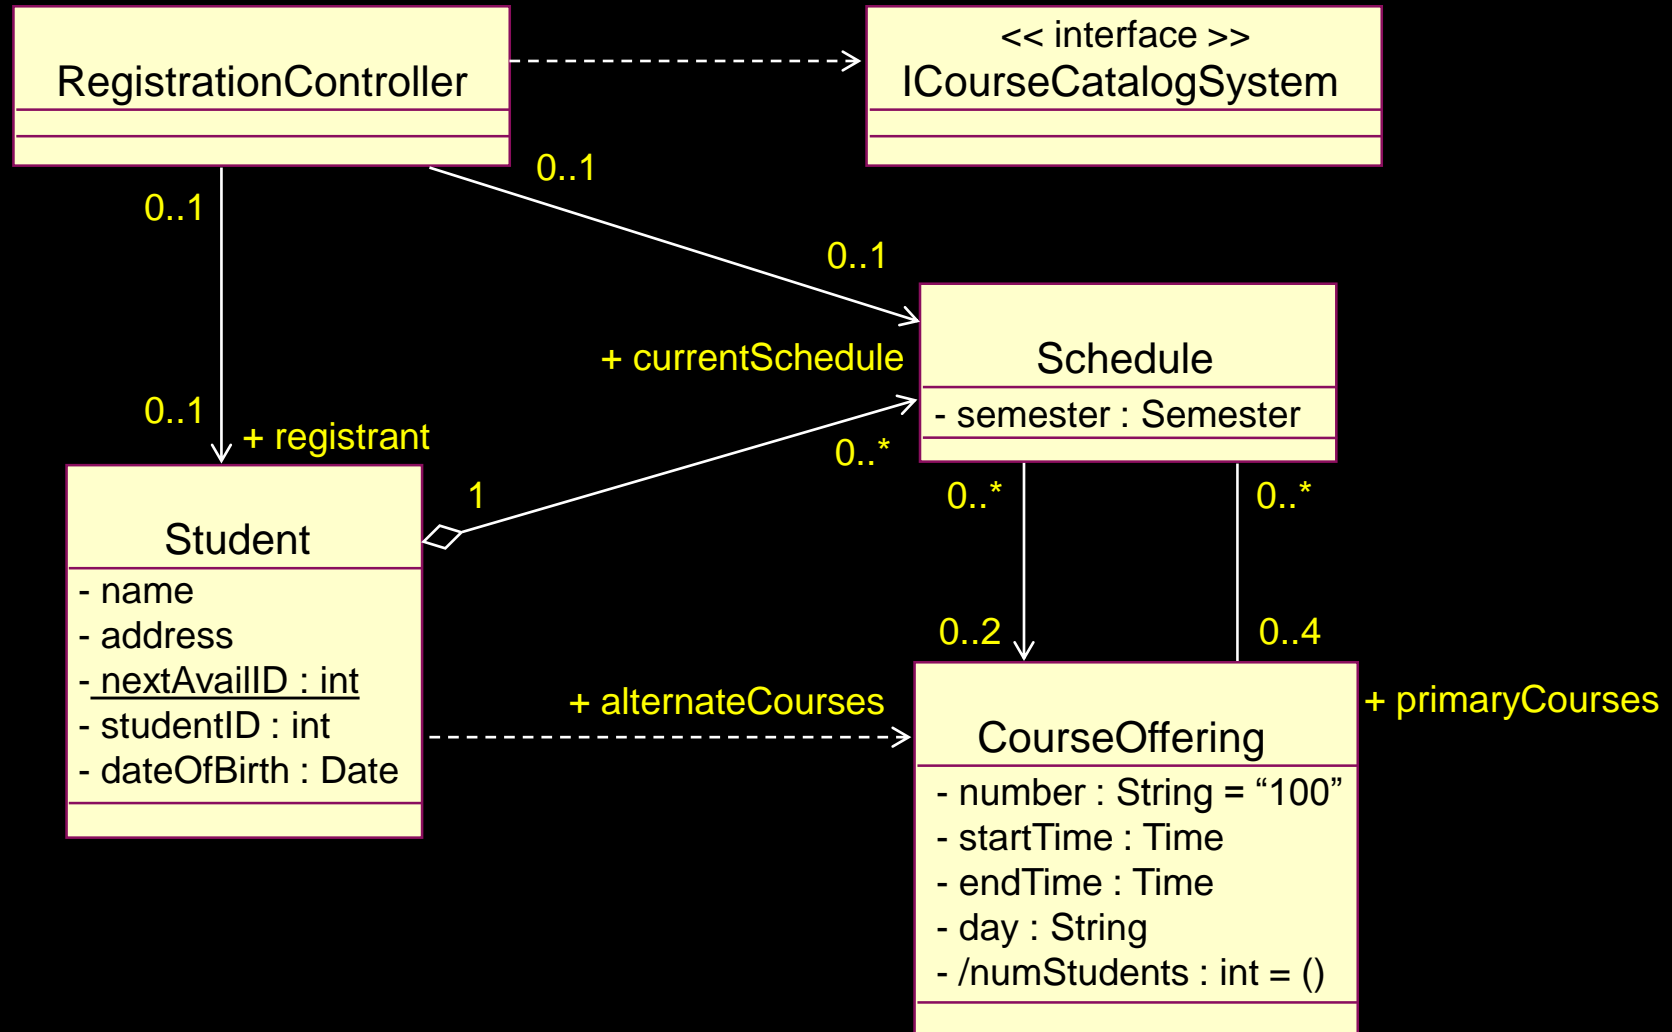 << interface >>
RegistrationController
ICourseCatalogSystem
0..1
0..1
0..1
+ currentSchedule
Schedule
- semester : Semester
0..1
+ registrant
0..*
1
0..*
0..*
Student
- name
- address
- nextAvailID : int
- studentID : int
- dateOfBirth : Date
0..2
0..4
+ alternateCourses
+ primaryCourses
CourseOffering
- number : String = “100”
- startTime : Time
- endTime : Time
- day : String
- /numStudents : int = ()